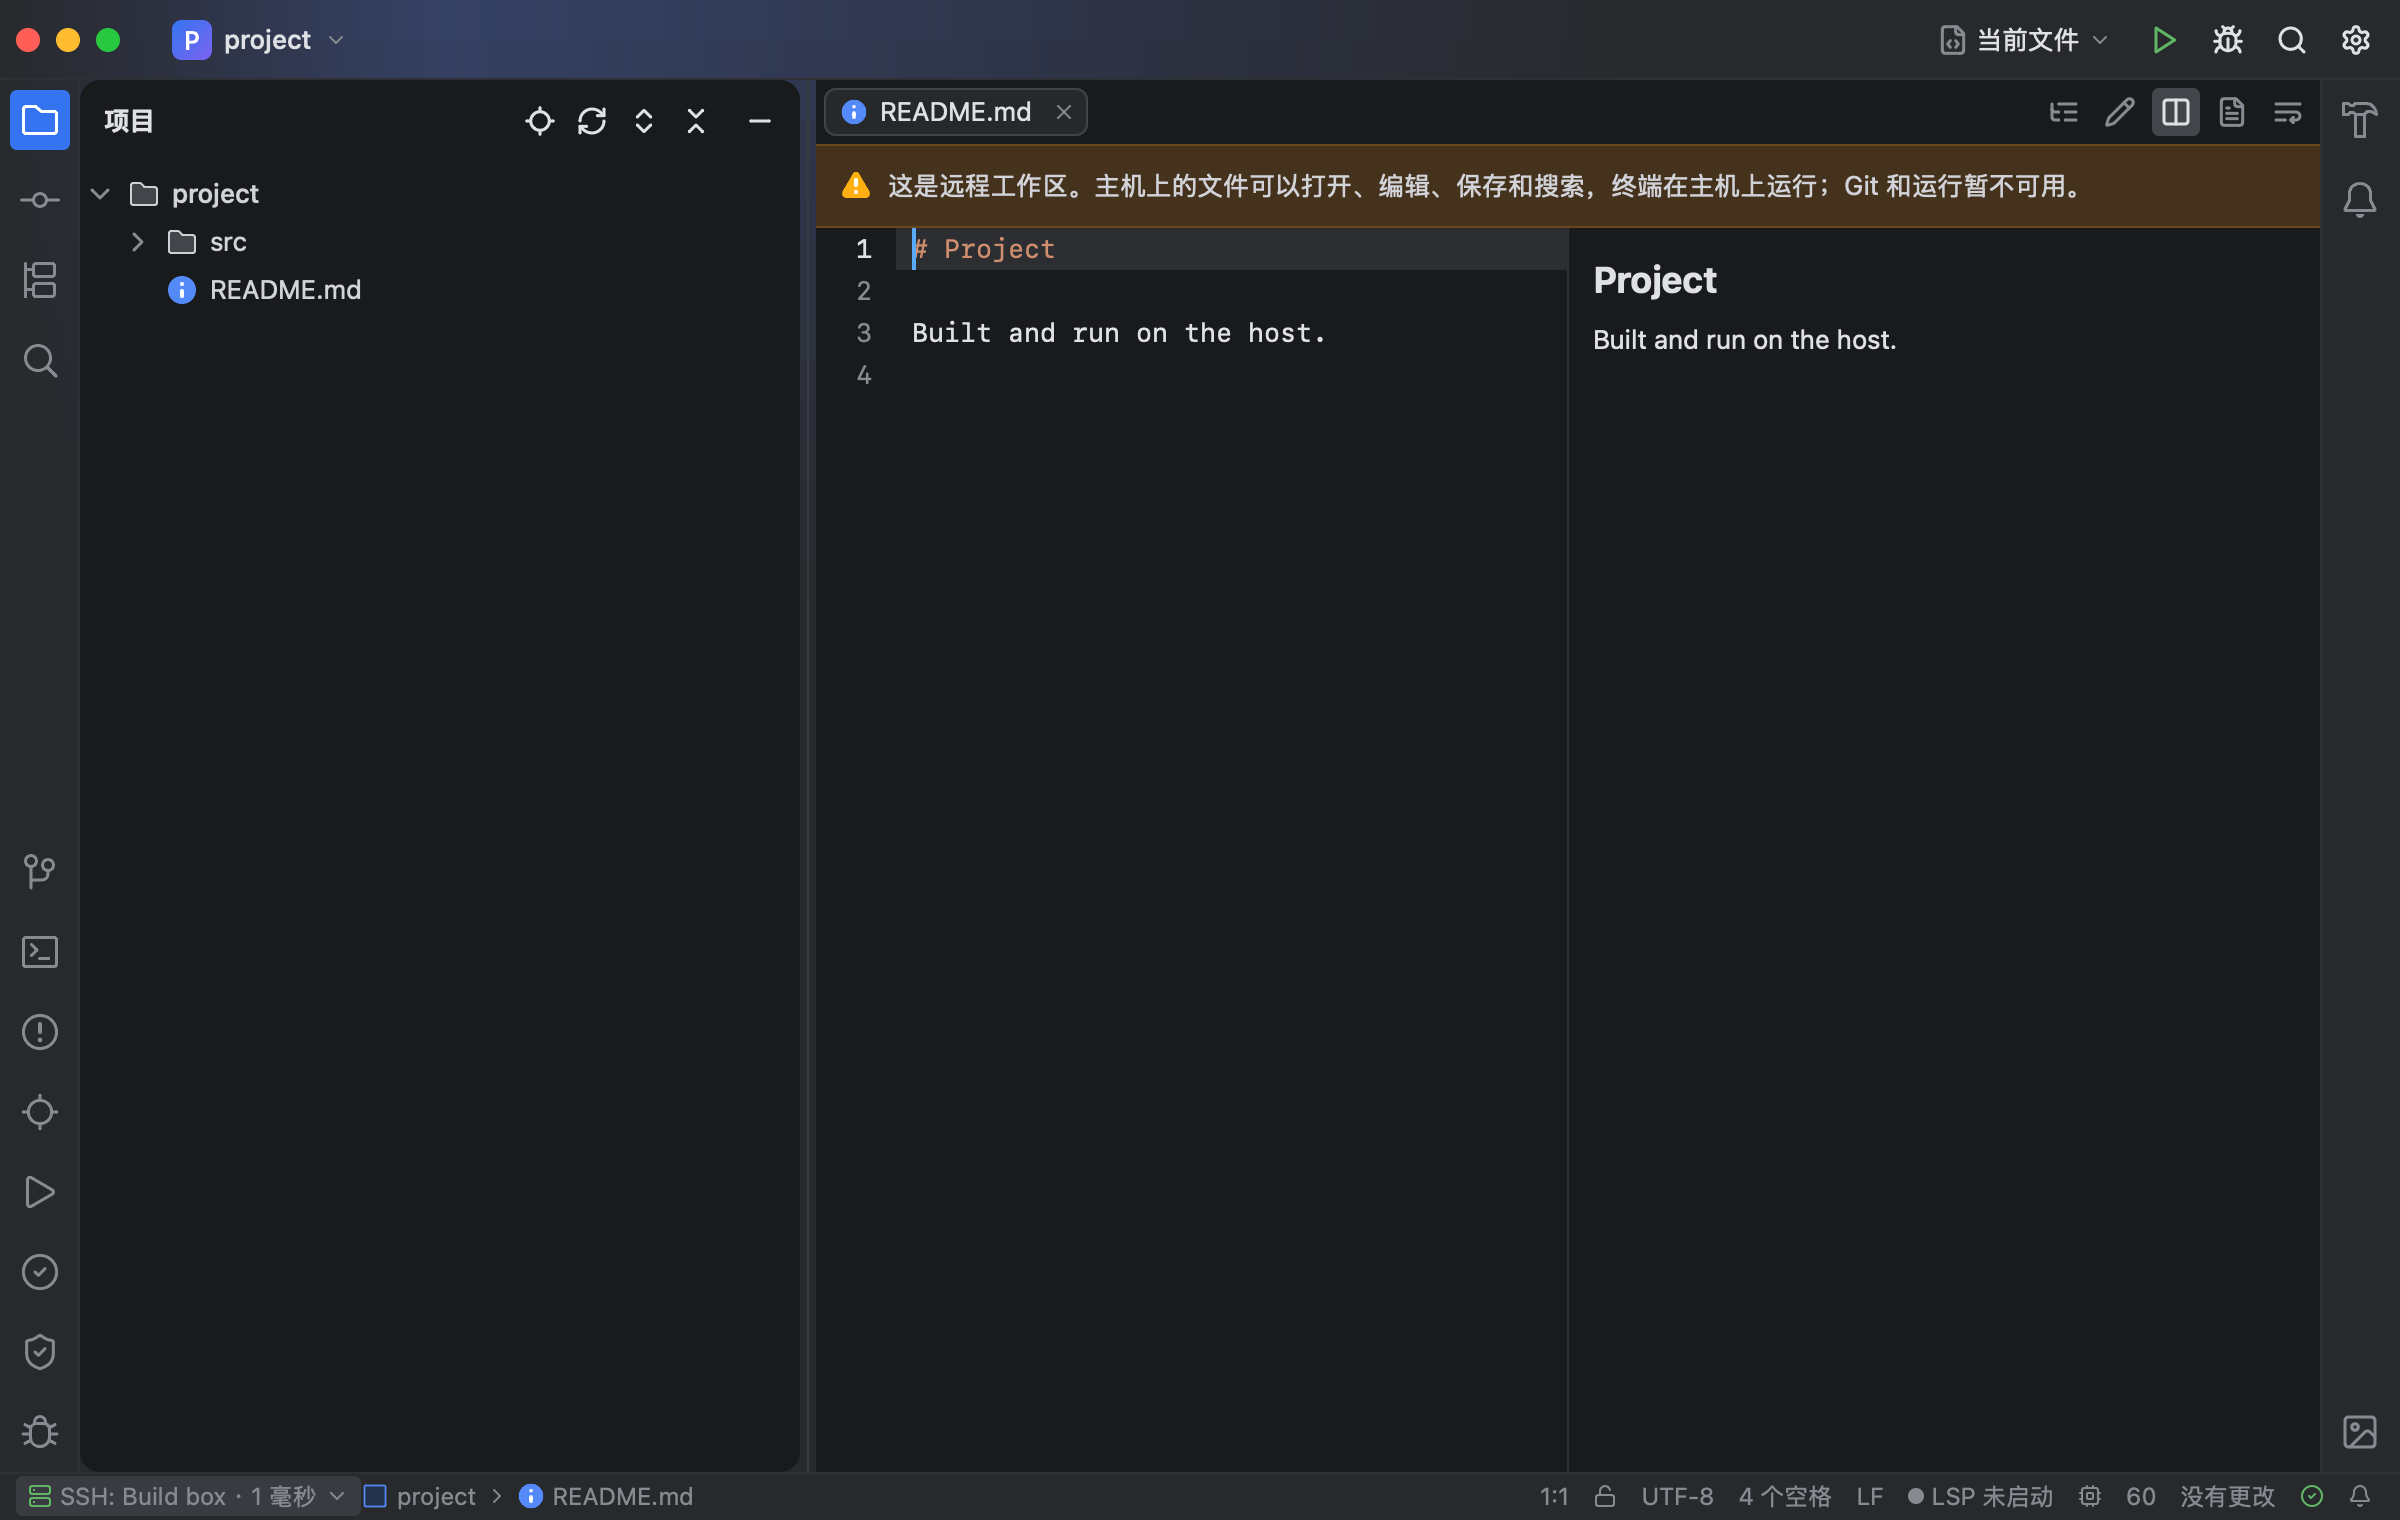 P project
当前文件
项目
project
src
README.md
README.md
这是远程工作区。主机上的文件可以打开、编辑、保存和搜索，终端在主机上运行；Git 和运行暂不可用。
1 # Project
2
3 Built and run on the host.
4
Project
Built and run on the host.
SSH: Build box · 1 毫秒 project README.md 1:1 UTF-8 4 个空格 LF LSP 未启动 60 没有更改